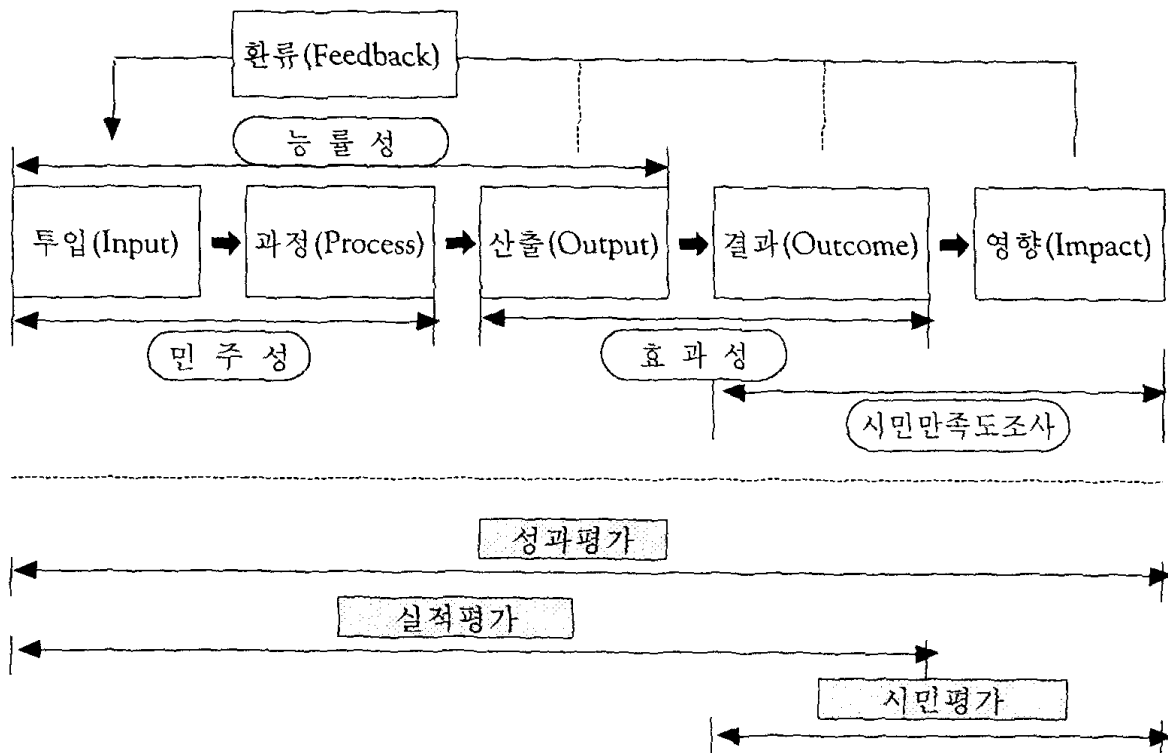 환류(Feedback)
능 률 성
투입(Input)
과정(Process)
산출(Output)
결과(Outcome)
영향(Impact)
민 주 성
효 과 성
시민만족도조사
성과평가
실적평가
시민평가